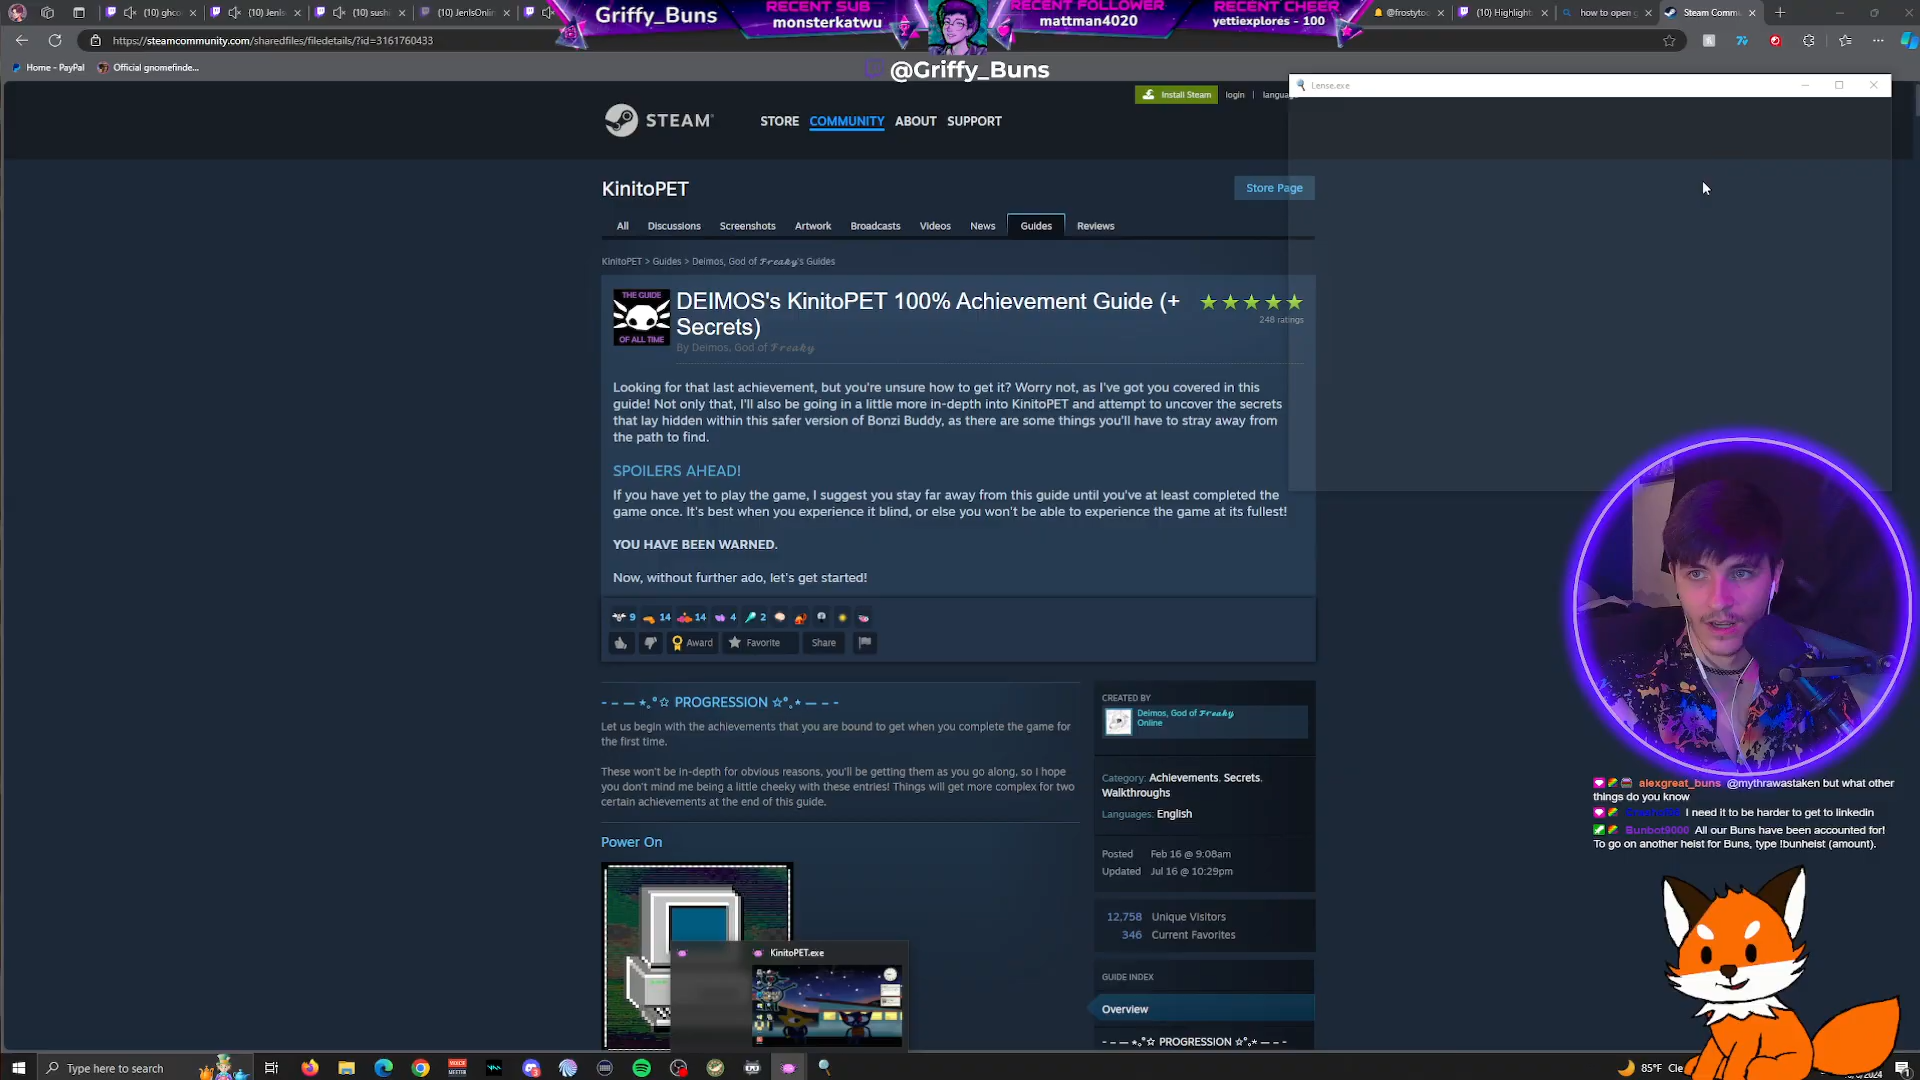 Griffy_Buns
RECENT SUB
monsterkatwu
RECENT FOLLOWER
mattman4020
RECENT CHEER
yettiexplores - 100
(10)
(10) Jenls
(10) sushi
(10) JenlsOnlin
@frostytoc
(10) Highlight
how to open
Steam Comm
https://steamcommunity.com/sharedfiles/filedetails/?id=3161760433
Home - PayPal
Official gnomefinde...
@Griffy_Buns
Lense.exe
Install Steam
login
STEAM
STORE
COMMUNITY
ABOUT
SUPPORT
KinitoPET
Store Page
All
Discussions
Screenshots
Artwork
Broadcasts
Videos
News
Guides
Reviews
KinitoPET > Guides > Deimos, God of 𝓕𝓻𝓮𝓪𝓴𝔂's Guides
THE GUIDE
OF ALL TIME
DEIMOS's KinitoPET 100% Achievement Guide (+
Secrets)
248 ratings
By Deimos, God of 𝓕𝓻𝓮𝓪𝓴𝔂
Looking for that last achievement, but you're unsure how to get it? Worry not, as I've got you covered in this
guide! Not only that, I'll also be going in a little more in-depth into KinitoPET and attempt to uncover the secrets
that lay hidden within this safer version of Bonzi Buddy, as there are some things you'll have to stray away from
the path to find.
SPOILERS AHEAD!
If you have yet to play the game, I suggest you stay far away from this guide until you've at least completed the
game once. It's best when you experience it blind, or else you won't be able to experience the game at its fullest!
YOU HAVE BEEN WARNED.
Now, without further ado, let's get started!
9
14
14
4
2
Award
Favorite
Share
- – — ⋆｡°☆ PROGRESSION ☆°｡⋆ — – -
Let us begin with the achievements that you are bound to get when you complete the game for
the first time.
These won't be in-depth for obvious reasons, you'll be getting them as you go along, so I hope
you don't mind me being a little cheeky with these entries! Things will get more complex for two
certain achievements at the end of this guide.
Power On
CREATED BY
Deimos, God of 𝓕𝓻𝓮𝓪𝓴𝔂
Online
Category: Achievements, Secrets,
Walkthroughs
Languages: English
Posted Feb 16 @ 9:08am
Updated Jul 16 @ 10:29pm
12,758 Unique Visitors
346 Current Favorites
GUIDE INDEX
Overview
- – — ⋆｡°☆ PROGRESSION ☆°｡⋆ — – -
KinitoPET.exe
alexgreat_buns @mythrawastaken but what other
things do you know
I need it to be harder to get to linkedin
Bunbot9000 All our Buns have been accounted for!
To go on another heist for Buns, type !bunheist (amount).
Type here to search
85°F